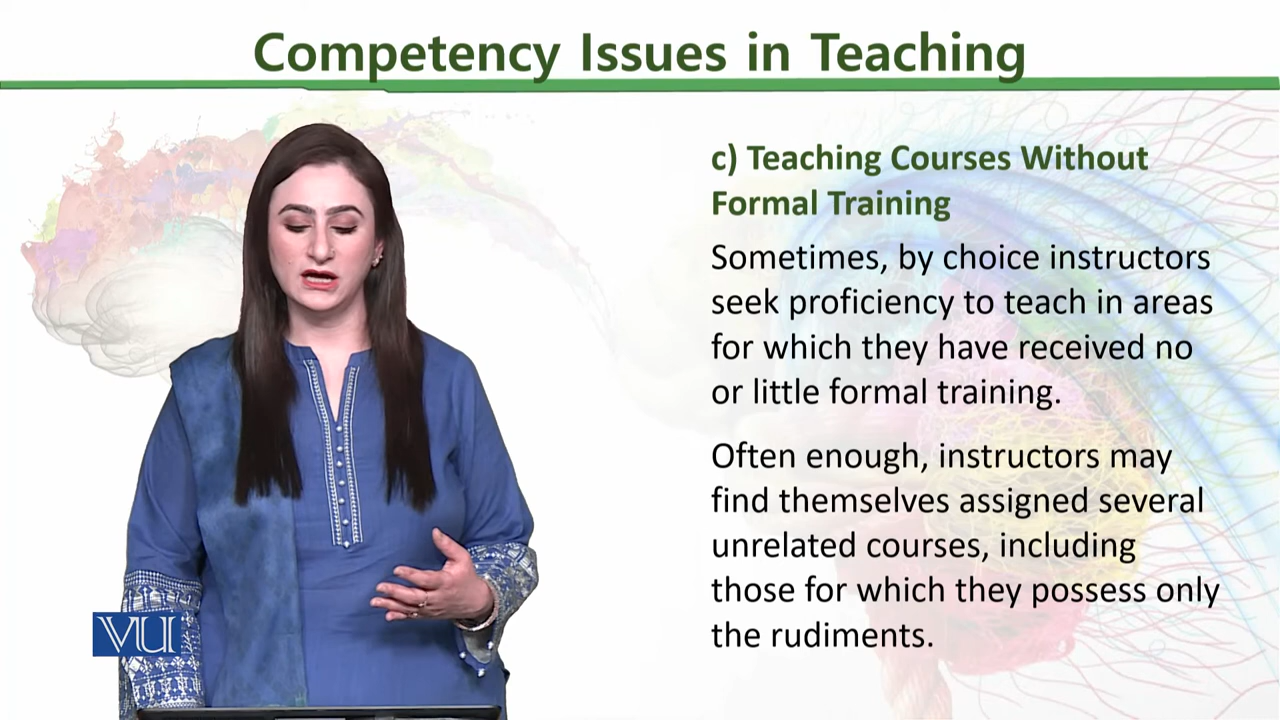 Competency Issues in Teaching
c) Teaching Courses Without
Formal Training
Sometimes, by choice instructors
seek proficiency to teach in areas
for which they have received no
or little formal training.
Often enough, instructors may
find themselves assigned several
unrelated courses, including
those for which they possess only
the rudiments.
VU